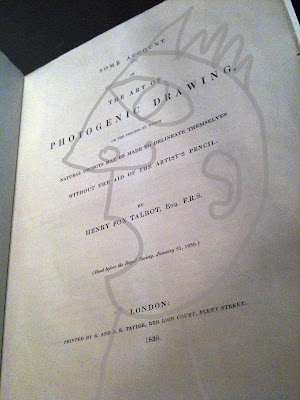 SOME ACCOUNT
OF
THE ART OF
PHOTOGENIC DRAWING,
OR THE PROCESS BY WHICH
NATURAL OBJECTS MAY BE MADE TO DELINEATE THEMSELVES
WITHOUT THE AID OF THE ARTIST'S PENCIL.
BY
HENRY FOX TALBOT, Esq. F.R.S.
(Read before the Royal Society, January 31, 1839.)
LONDON:
PRINTED BY R. AND J. E. TAYLOR, RED LION COURT, FLEET STREET.
1839.